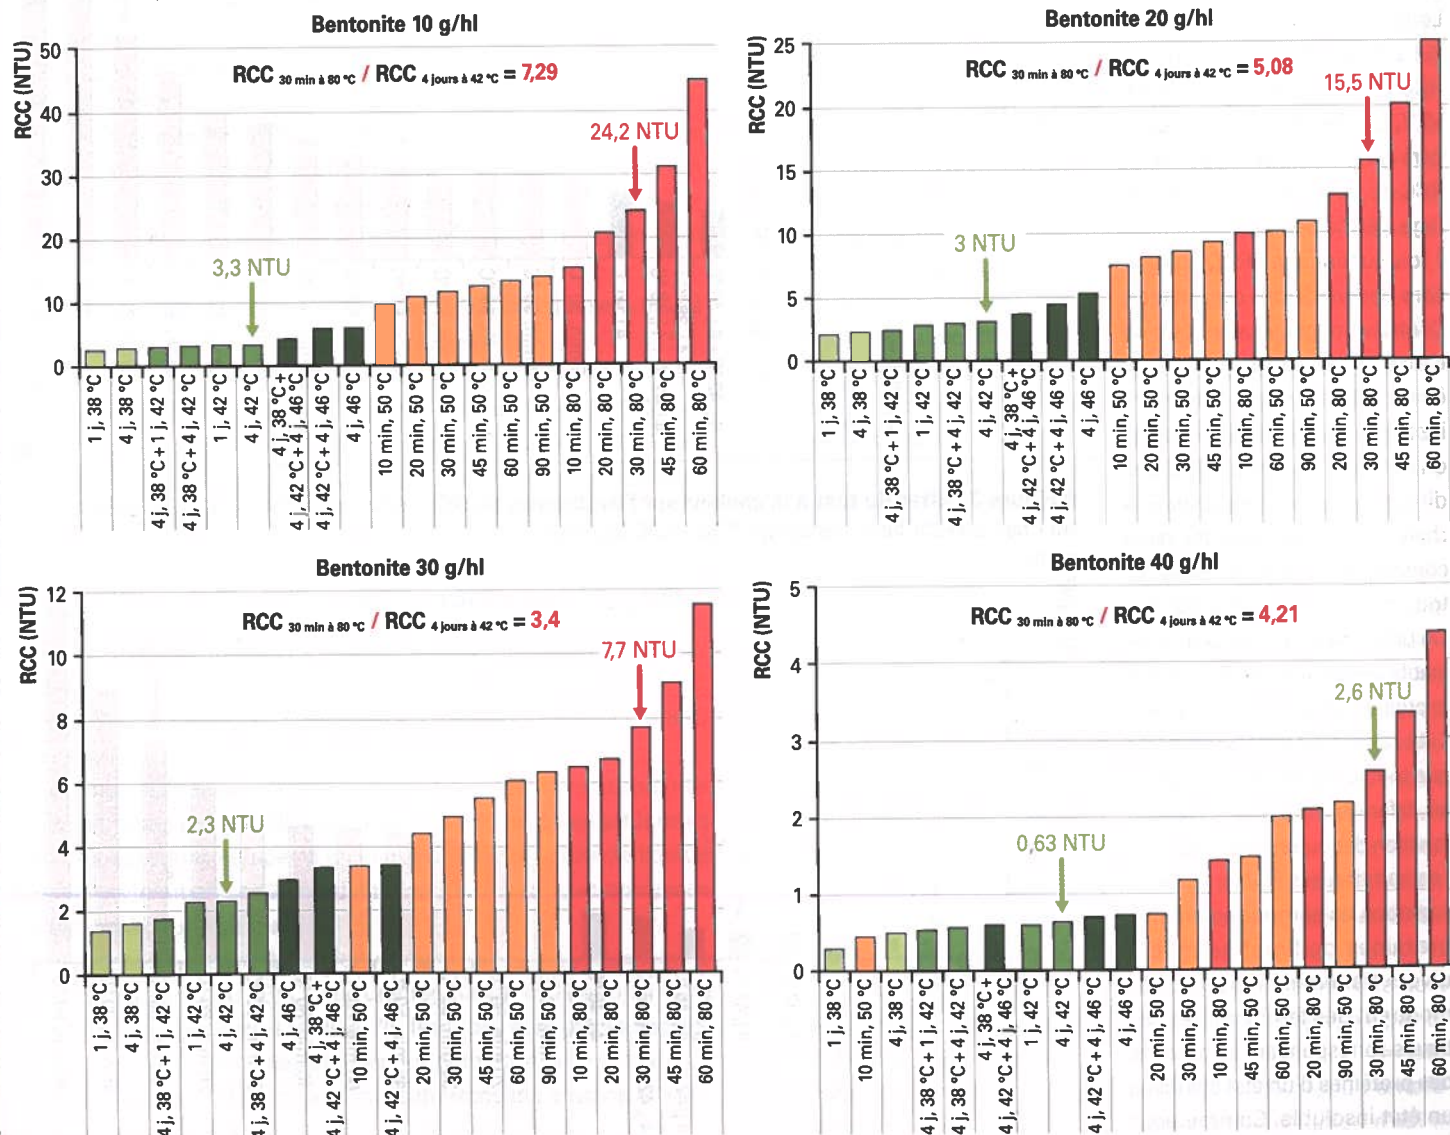 Bentonite 10 g/hl
RCC (NTU)
RCC 30 min à 80 °C / RCC 4 jours à 42 °C = 7,29
50
40
30
20
10
0
3,3 NTU
24,2 NTU
1 j, 38 °C
4 j, 38 °C
4 j, 38 °C + 1 j, 42 °C
4 j, 38 °C + 4 j, 42 °C
1 j, 42 °C
4 j, 42 °C
4 j, 38 °C +
4 j, 42 °C + 4 j, 46 °C
4 j, 42 °C + 4 j, 46 °C
4 j, 46 °C
10 min, 50 °C
20 min, 50 °C
30 min, 50 °C
45 min, 50 °C
60 min, 50 °C
90 min, 50 °C
10 min, 80 °C
20 min, 80 °C
30 min, 80 °C
45 min, 80 °C
60 min, 80 °C
Bentonite 20 g/hl
RCC (NTU)
RCC 30 min à 80 °C / RCC 4 jours à 42 °C = 5,08
25
20
15
10
5
0
3 NTU
15,5 NTU
1 j, 38 °C
4 j, 38 °C
4 j, 38 °C + 1 j, 42 °C
1 j, 42 °C
4 j, 38 °C + 4 j, 42 °C
4 j, 42 °C
4 j, 38 °C +
4 j, 42 °C + 4 j, 46 °C
4 j, 42 °C + 4 j, 46 °C
4 j, 46 °C
10 min, 50 °C
20 min, 50 °C
30 min, 50 °C
45 min, 50 °C
10 min, 80 °C
60 min, 50 °C
90 min, 50 °C
20 min, 80 °C
30 min, 80 °C
45 min, 80 °C
60 min, 80 °C
Bentonite 30 g/hl
RCC (NTU)
RCC 30 min à 80 °C / RCC 4 jours à 42 °C = 3,4
12
10
8
6
4
2
0
2,3 NTU
7,7 NTU
1 j, 38 °C
4 j, 38 °C
4 j, 38 °C + 1 j, 42 °C
1 j, 42 °C
4 j, 42 °C
4 j, 38 °C + 4 j, 42 °C
4 j, 46 °C
4 j, 38 °C +
4 j, 42 °C + 4 j, 46 °C
10 min, 50 °C
4 j, 42 °C + 4 j, 46 °C
20 min, 50 °C
30 min, 50 °C
45 min, 50 °C
60 min, 50 °C
90 min, 50 °C
10 min, 80 °C
20 min, 80 °C
30 min, 80 °C
45 min, 80 °C
60 min, 80 °C
Bentonite 40 g/hl
RCC (NTU)
RCC 30 min à 80 °C / RCC 4 jours à 42 °C = 4,21
5
4
3
2
1
0
0,63 NTU
2,6 NTU
1 j, 38 °C
10 min, 50 °C
4 j, 38 °C
4 j, 38 °C + 1 j, 42 °C
4 j, 38 °C + 4 j, 42 °C
4 j, 38 °C +
4 j, 42 °C + 4 j, 46 °C
1 j, 42 °C
4 j, 42 °C
4 j, 42 °C + 4 j, 46 °C
4 j, 46 °C
20 min, 50 °C
30 min, 50 °C
10 min, 80 °C
45 min, 50 °C
60 min, 50 °C
20 min, 80 °C
90 min, 50 °C
30 min, 80 °C
45 min, 80 °C
60 min, 80 °C